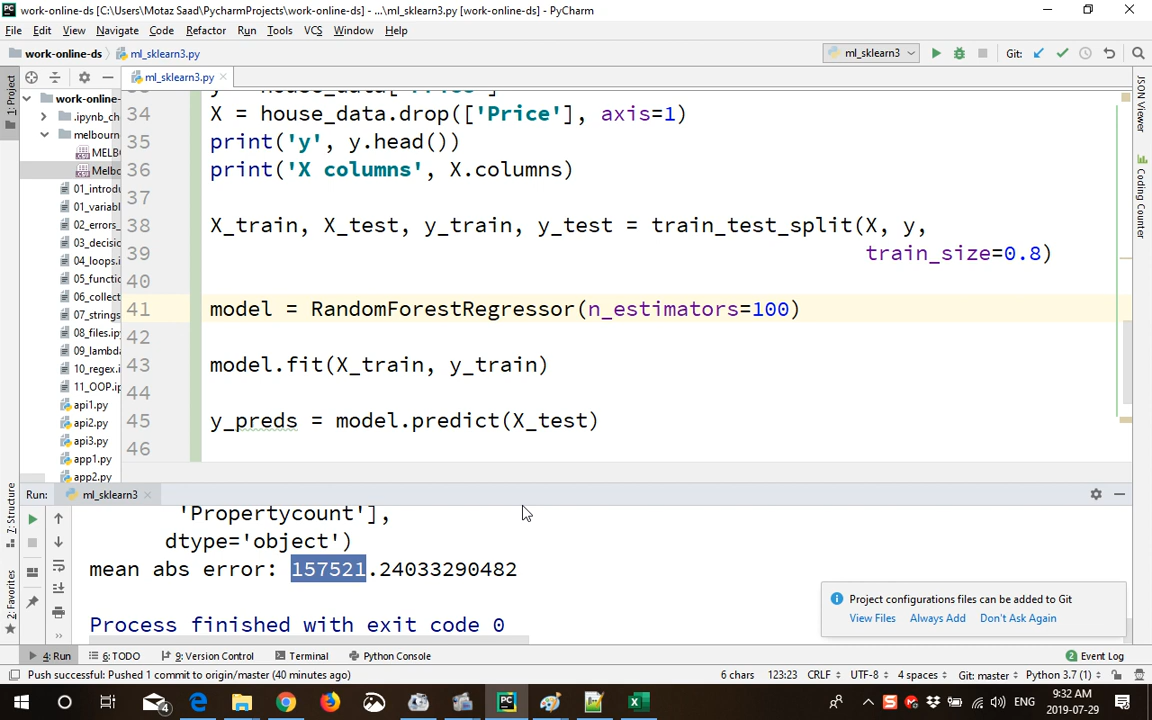 work-online-ds [C:\Users\Motaz Saad\PycharmProjects\work-online-ds] - ...\ml_sklearn3.py [work-online-ds] - PyCharm
File Edit View Navigate Code Refactor Run Tools VCS Window Help
work-online-ds ml_sklearn3.py ml_sklearn3 Git:
ml_sklearn3.py
1: Project
work-online-
.ipynb_ch
melbourn
MELB
Melbo
01_introdu
01_variabl
02_errors_
03_decisic
04_loops.i
05_functio
06_collect
07_strings
08_files.ip
09_lambd
10_regex.i
11_OOP.ip
api1.py
api2.py
api3.py
app1.py
app2.py
34 X = house_data.drop(['Price'], axis=1)
35 print('y', y.head())
36 print('X columns', X.columns)
37
38 X_train, X_test, y_train, y_test = train_test_split(X, y,
39 train_size=0.8)
40
41 model = RandomForestRegressor(n_estimators=100)
42
43 model.fit(X_train, y_train)
44
45 y_preds = model.predict(X_test)
46
JSON Viewer
Coding Counter
Z: Structure
2: Favorites
Run: ml_sklearn3
'Propertycount'],
dtype='object')
mean abs error: 157521.24033290482
Process finished with exit code 0
Project configurations files can be added to Git
View Files Always Add Don't Ask Again
4: Run 6: TODO 9: Version Control Terminal Python Console 2 Event Log
Push successful: Pushed 1 commit to origin/master (40 minutes ago) 6 chars 123:23 CRLF UTF-8 4 spaces Git: master Python 3.7 (1)
4 ENG 9:32 AM
2019-07-29